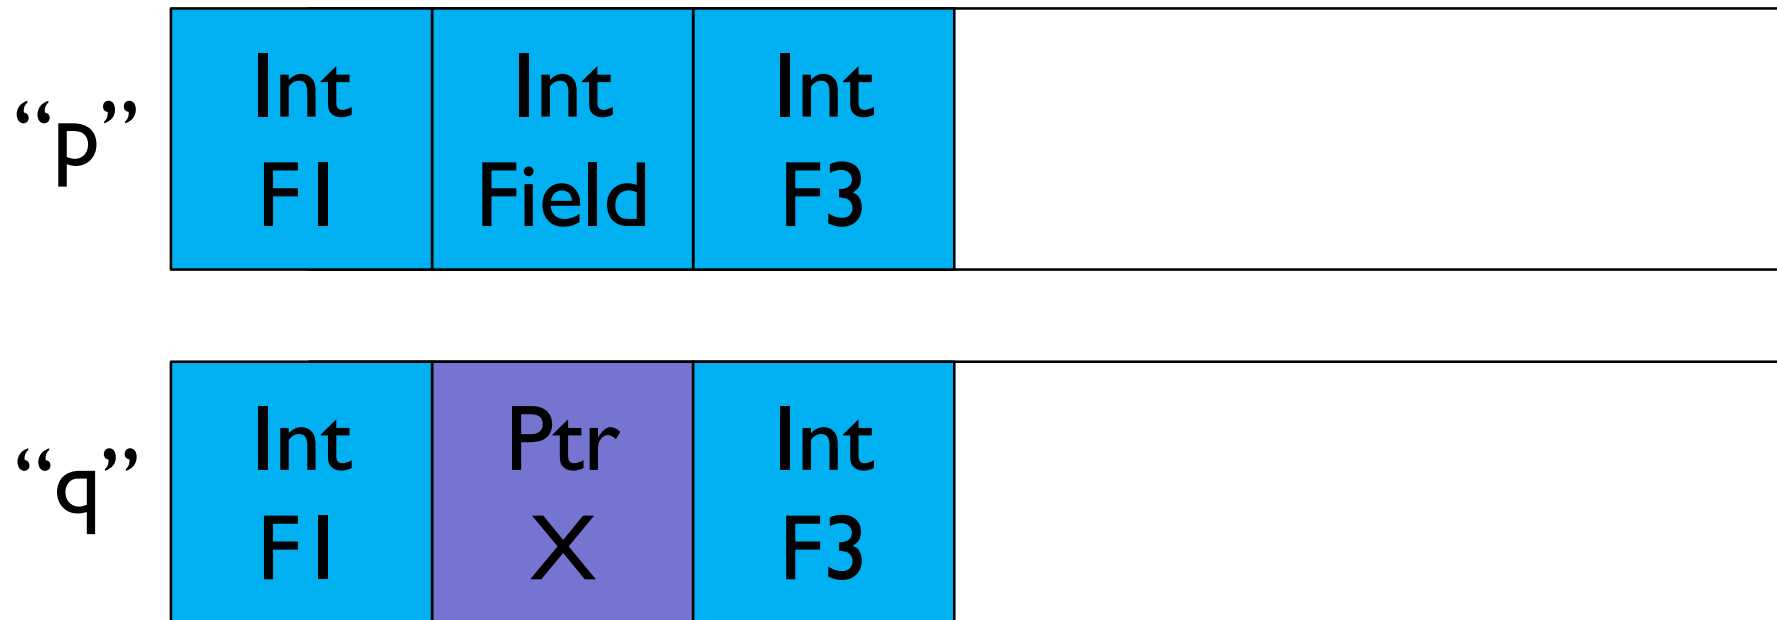 “p”
Int Int Int
F1 Field F3
“q”
Int Ptr Int
F1 X F3